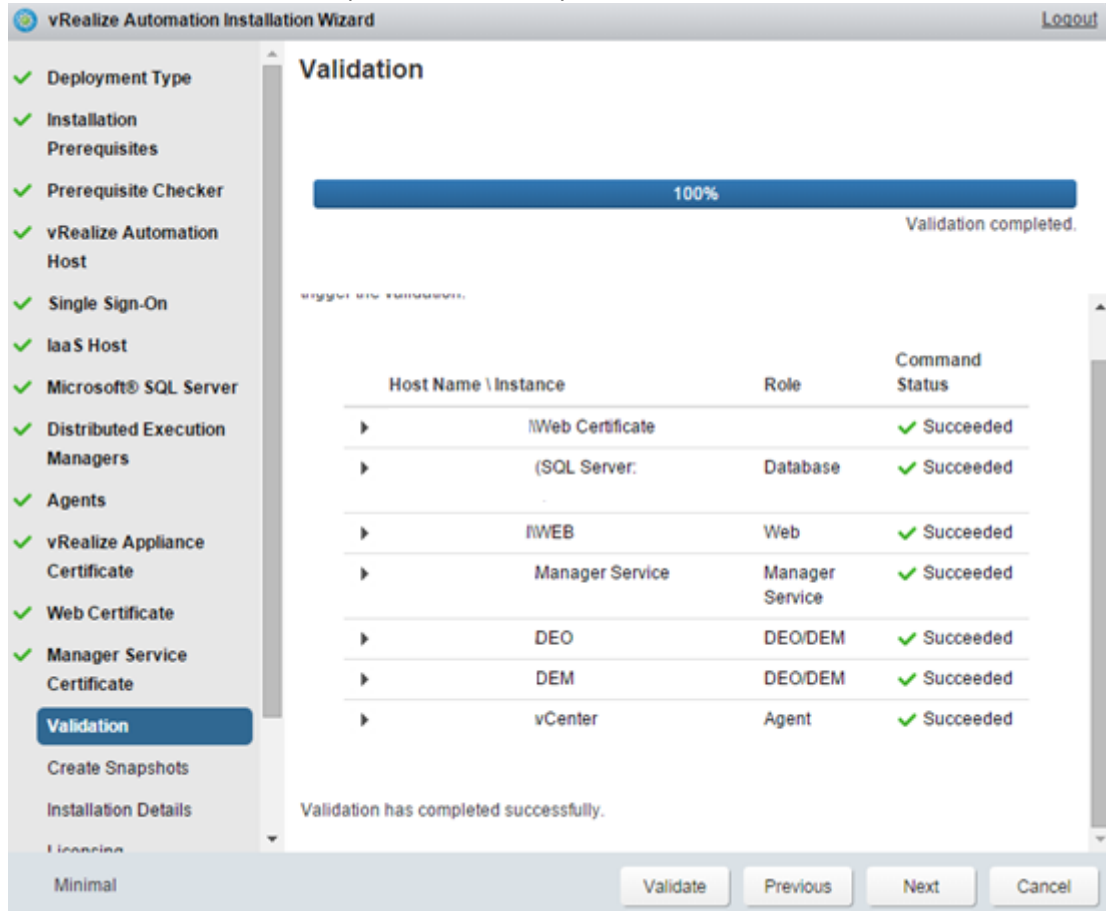 vRealize Automation Installation Wizard
Logout
Deployment Type
Installation
Prerequisites
Prerequisite Checker
vRealize Automation
Host
Single Sign-On
IaaS Host
Microsoft® SQL Server
Distributed Execution
Managers
Agents
vRealize Appliance
Certificate
Web Certificate
Manager Service
Certificate
Validation
Create Snapshots
Installation Details
Licensing
Minimal
Validation
100%
Validation completed.
trigger the validation.
Host Name \ Instance Role Command
Status
\Web Certificate Succeeded
(SQL Server: Database Succeeded
\WEB Web Succeeded
Manager Service Manager
Service Succeeded
DEO DEO/DEM Succeeded
DEM DEO/DEM Succeeded
vCenter Agent Succeeded
Validation has completed successfully.
Validate Previous Next Cancel